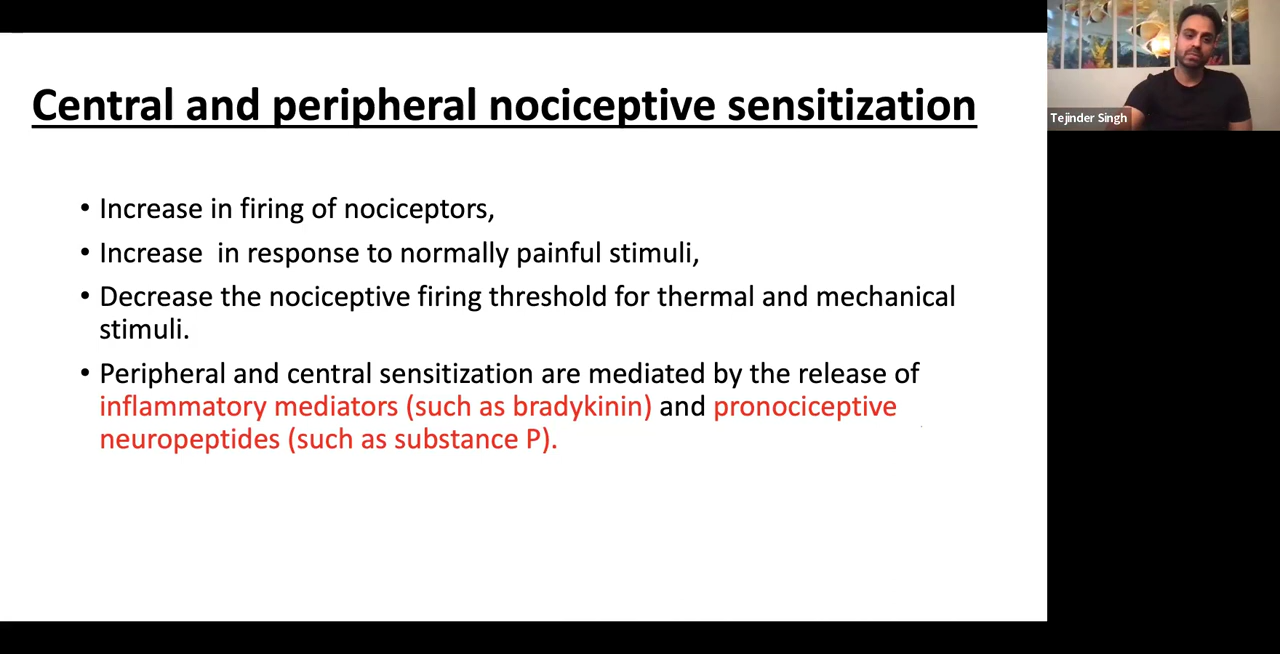 Central and peripheral nociceptive sensitization
• Increase in firing of nociceptors,
• Increase  in response to normally painful stimuli,
• Decrease the nociceptive firing threshold for thermal and mechanical
stimuli.
• Peripheral and central sensitization are mediated by the release of
inflammatory mediators (such as bradykinin) and pronociceptive
neuropeptides (such as substance P).
Tejinder Singh